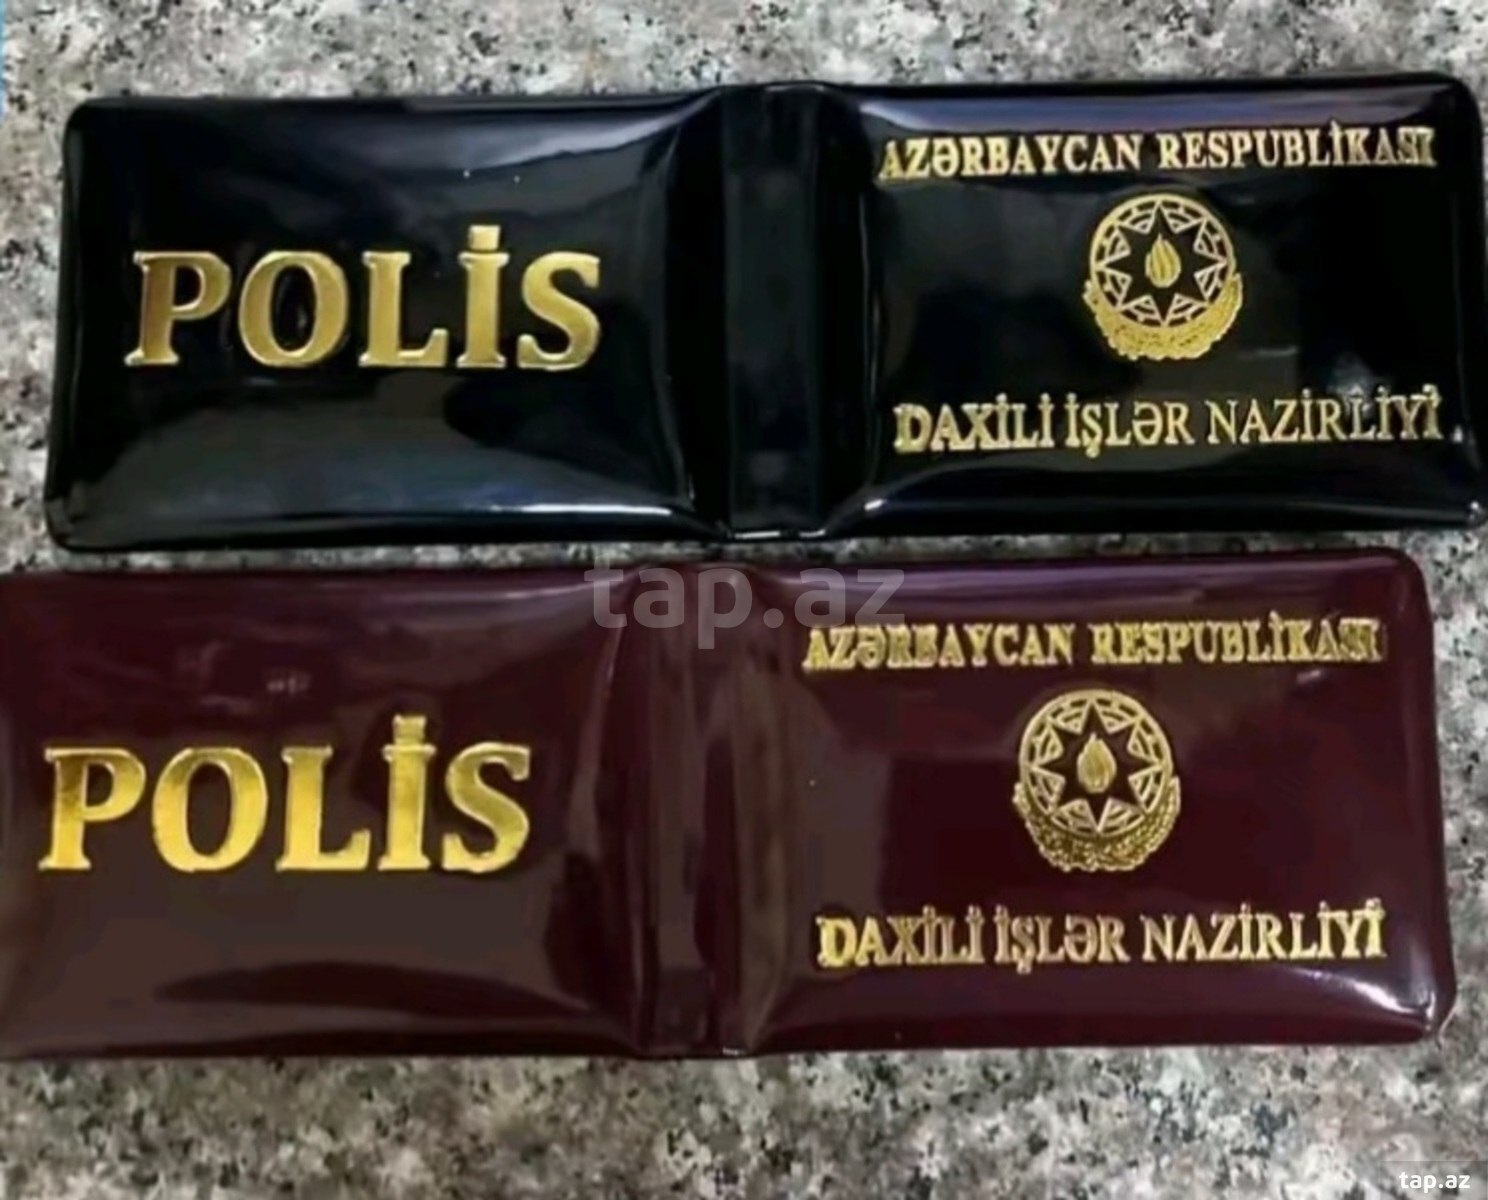 POLİS
AZƏRBAYCAN RESPUBLİKASI
DAXİLİ İŞLƏR NAZİRLİYİ
tap.az
POLİS
AZƏRBAYCAN RESPUBLİKASI
DAXİLİ İŞLƏR NAZİRLİYİ
tap.az